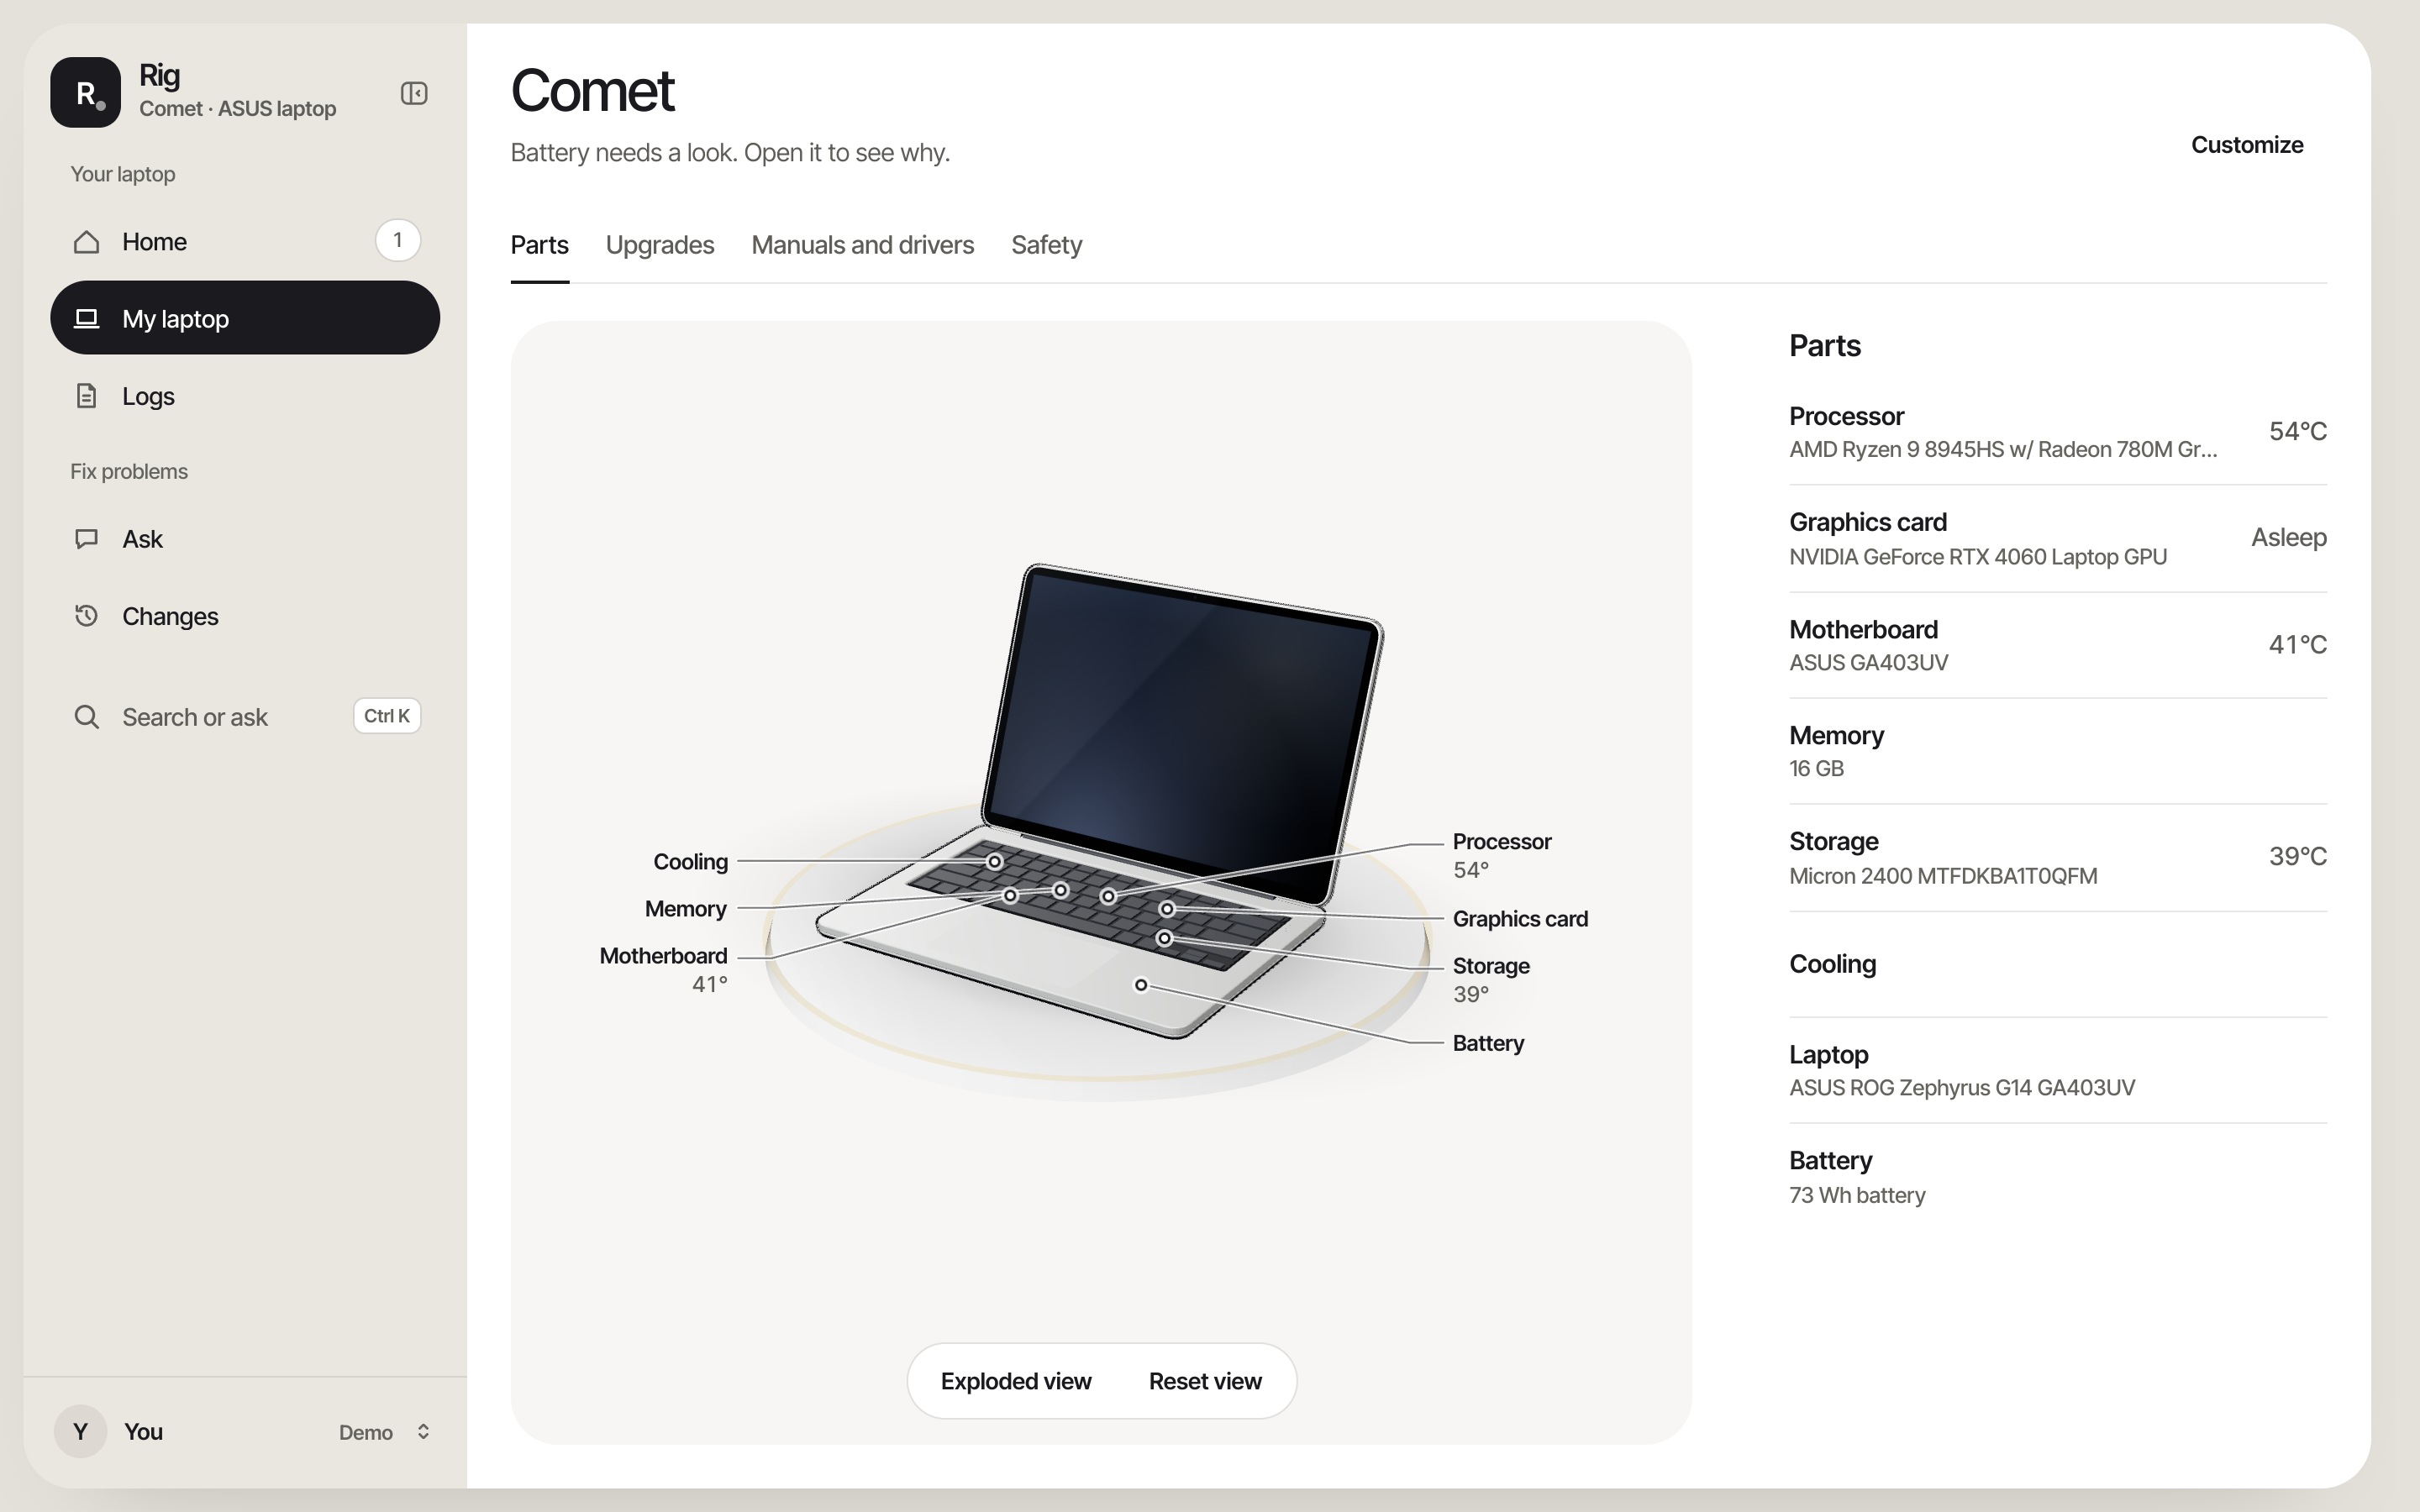 R.
Rig
Comet · ASUS laptop
Your laptop
Home
1
My laptop
Logs
Fix problems
Ask
Changes
Search or ask
Ctrl K
Y
You
Demo
Comet
Battery needs a look. Open it to see why.
Customize
Parts
Upgrades
Manuals and drivers
Safety
Cooling
Memory
Motherboard
41°
Processor
54°
Graphics card
Storage
39°
Battery
Exploded view
Reset view
Parts
Processor
AMD Ryzen 9 8945HS w/ Radeon 780M Gr...
54°C
Graphics card
NVIDIA GeForce RTX 4060 Laptop GPU
Asleep
Motherboard
ASUS GA403UV
41°C
Memory
16 GB
Storage
Micron 2400 MTFDKBA1T0QFM
39°C
Cooling
Laptop
ASUS ROG Zephyrus G14 GA403UV
Battery
73 Wh battery